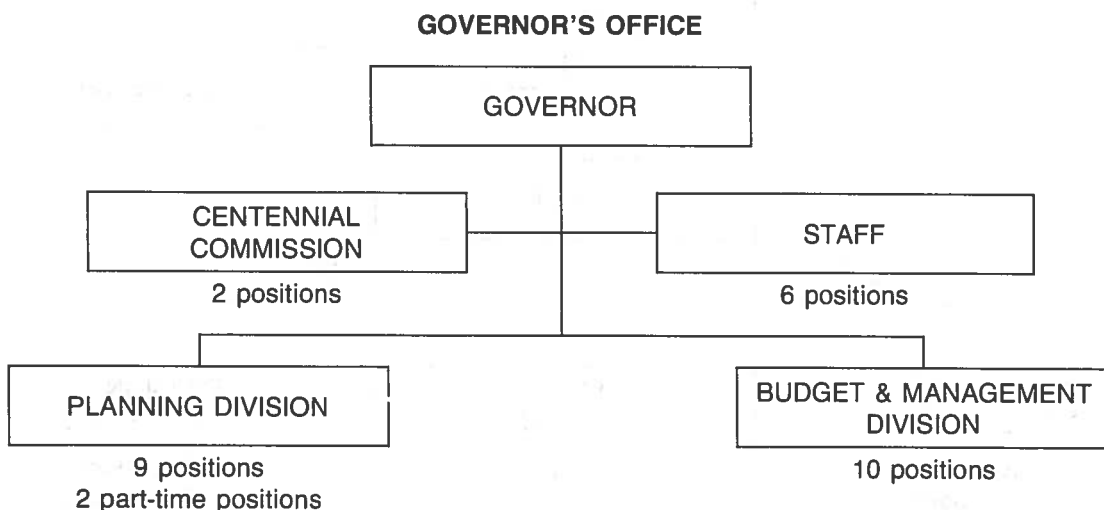 GOVERNOR'S OFFICE
GOVERNOR
CENTENNIAL
COMMISSION
2 positions
STAFF
6 positions
PLANNING DIVISION
9 positions
2 part-time positions
BUDGET & MANAGEMENT
DIVISION
10 positions